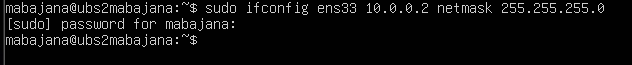 mabajana@ubs2mabajana:~$ sudo ifconfig ens33 10.0.0.2 netmask 255.255.255.0
[sudo] password for mabajana:
mabajana@ubs2mabajana:~$